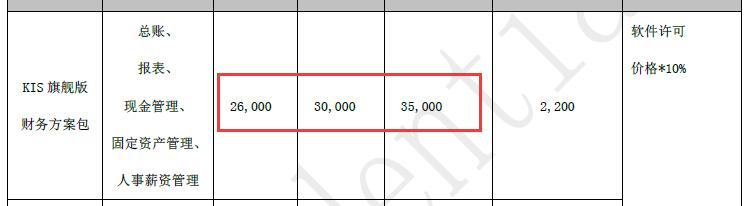 KIS 旗舰版
财务方案包
总账、
报表、
现金管理、
固定资产管理、
人事薪资管理
26,000
30,000
35,000
2,200
软件许可
价格*10%